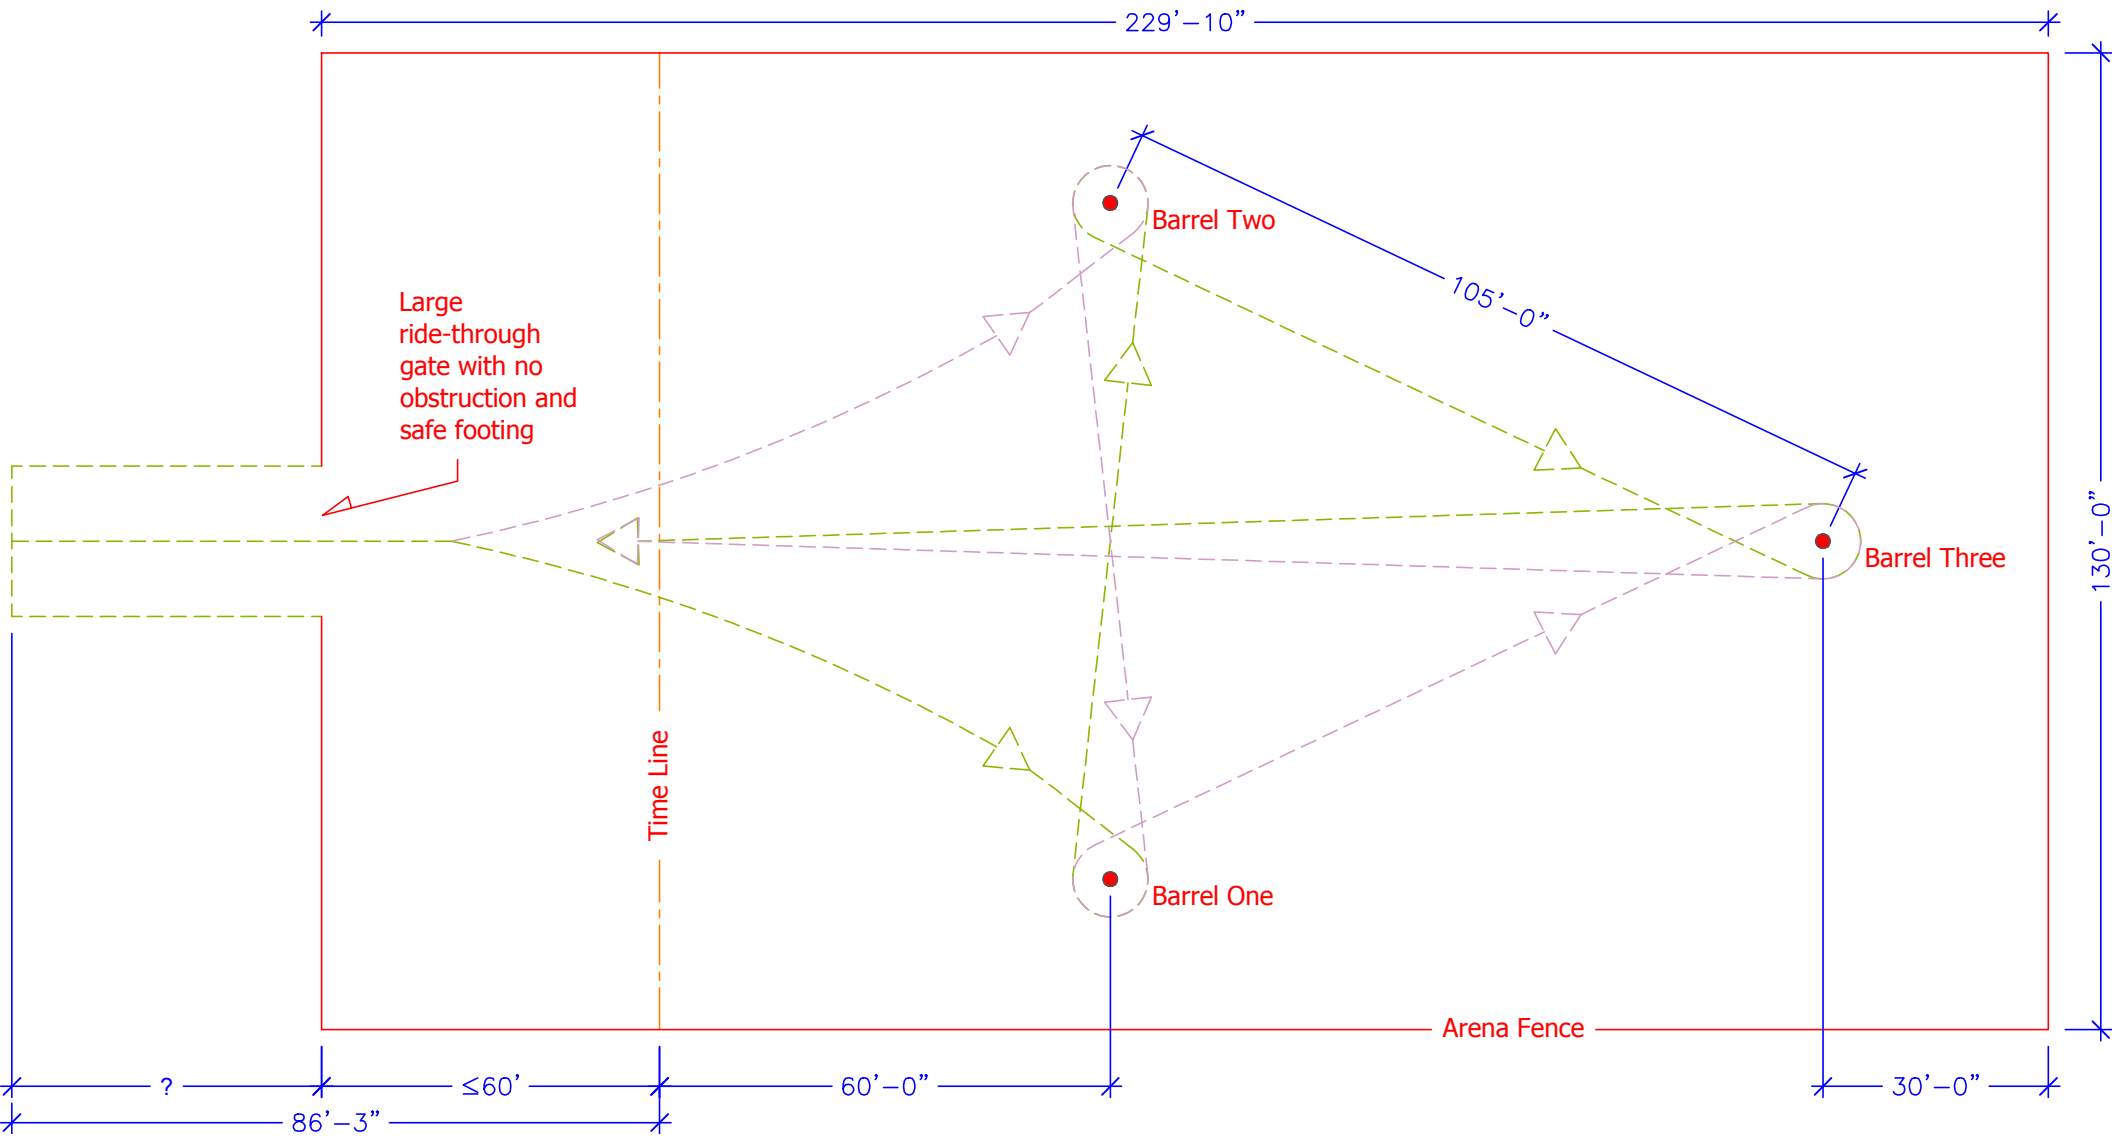 229’–10”
Barrel Two
105’–0”
Large
ride-through
gate with no
obstruction and
safe footing
130’–0”
Barrel Three
Time Line
Barrel One
Arena Fence
?
≤60’
60’–0”
30’–0”
86’–3”